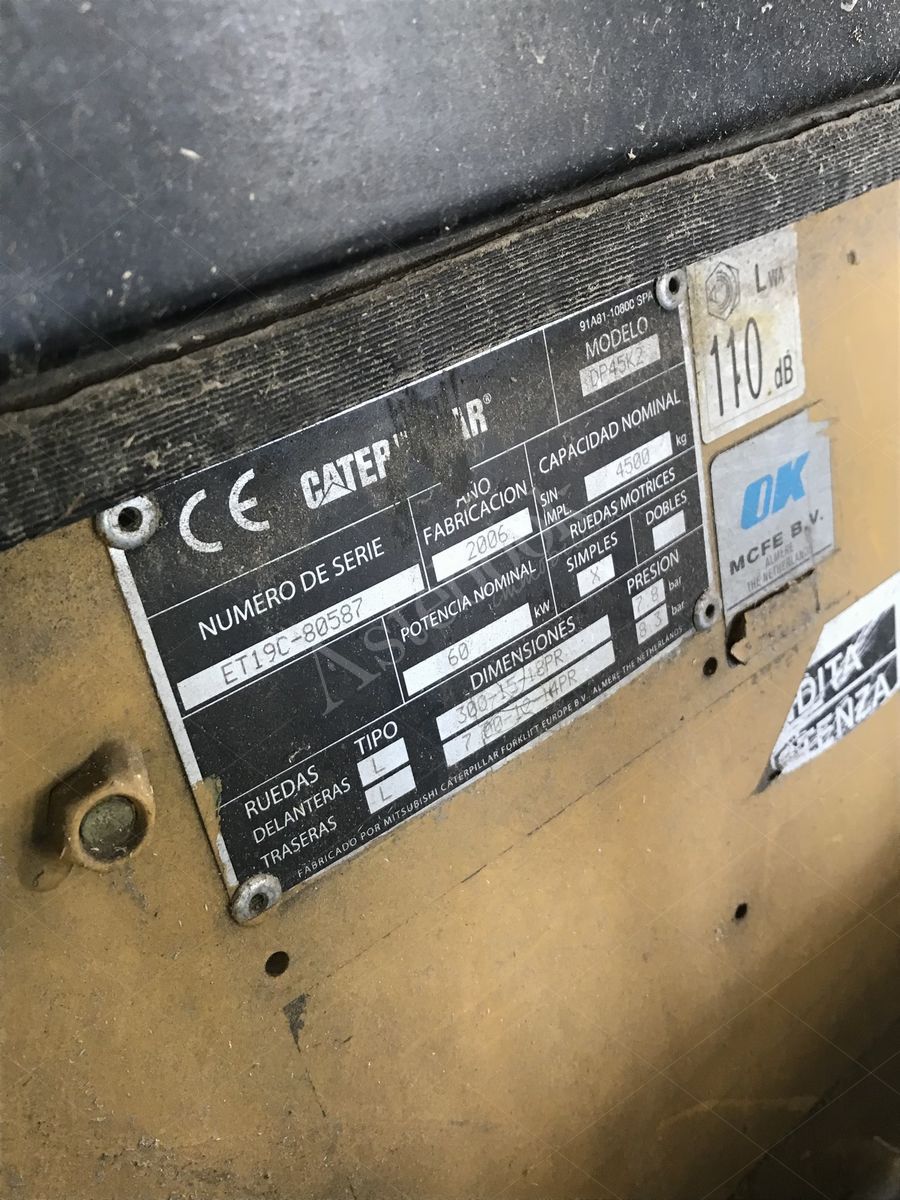 CE CATERPILLAR®
91A81-10800 SPA
MODELO
DP45K2
NUMERO DE SERIE
ET19C-80587
AÑO
FABRICACION
2006
CAPACIDAD NOMINAL
SIN
IMPL.
4500 kg
POTENCIA NOMINAL
60 kW
RUEDAS MOTRICES
SIMPLES
X
DOBLES
RUEDAS TIPO DIMENSIONES PRESION
DELANTERAS L 300-15-18PR 7.8 bar
TRASERAS L 7.00-12-14PR 8.3 bar
FABRICADO POR MITSUBISHI CATERPILLAR FORKLIFT EUROPE B.V. ALMERE THE NETHERLANDS
LWA
110 dB
OK
MCFE B.V.
ALMERE
THE NETHERLANDS